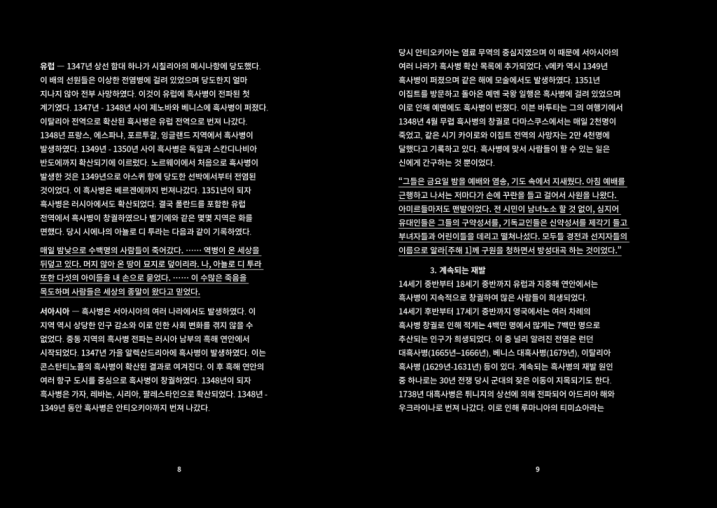 유럽 — 1347년 상선 함대 하나가 시칠리아의 메시나항에 당도했다.
이 배의 선원들은 이상한 전염병에 걸려 있었으며 당도한지 얼마
지나지 않아 전부 사망하였다. 이것이 유럽에 흑사병이 전파된 첫
계기였다. 1347년 - 1348년 사이 제노바와 베니스에 흑사병이 퍼졌다.
이탈리아 전역으로 확산된 흑사병은 유럽 전역으로 번져 나갔다.
1348년 프랑스, 에스파냐, 포르투갈, 잉글랜드 지역에서 흑사병이
발생하였다. 1349년 - 1350년 사이 흑사병은 독일과 스칸디나비아
반도에까지 확산되기에 이르렀다. 노르웨이에서 처음으로 흑사병이
발생한 것은 1349년으로 아스퀴 항에 당도한 선박에서부터 전염된
것이었다. 이 흑사병은 베르겐에까지 번져나갔다. 1351년이 되자
흑사병은 러시아에서도 확산되었다. 결국 폴란드를 포함한 유럽
전역에서 흑사병이 창궐하였으나 벨기에와 같은 몇몇 지역은 화를
면했다. 당시 시에나의 아뇰로 디 투라는 다음과 같이 기록하였다.
매일 밤낮으로 수백명의 사람들이 죽어갔다. …… 역병이 온 세상을
뒤덮고 있다. 머지 않아 온 땅이 묘지로 덮이리라. 나, 아뇰로 디 투라
또한 다섯의 아이들을 내 손으로 묻었다. …… 이 수많은 죽음을
목도하며 사람들은 세상의 종말이 왔다고 믿었다.
서아시아 — 흑사병은 서아시아의 여러 나라에서도 발생하였다. 이
지역 역시 상당한 인구 감소와 이로 인한 사회 변화를 겪지 않을 수
없었다. 중동 지역의 흑사병 전파는 러시아 남부의 흑해 연안에서
시작되었다. 1347년 가을 알렉산드리아에 흑사병이 발생하였다. 이는
콘스탄티노플의 흑사병이 확산된 결과로 여겨진다. 이 후 흑해 연안의
여러 항구 도시를 중심으로 흑사병이 창궐하였다. 1348년이 되자
흑사병은 가자, 레바논, 시리아, 팔레스타인으로 확산되었다. 1348년 -
1349년 동안 흑사병은 안티오키아까지 번져 나갔다.
8
당시 안티오키아는 염료 무역의 중심지였으며 이 때문에 서아시아의
여러 나라가 흑사병 확산 목록에 추가되었다. v메카 역시 1349년
흑사병이 퍼졌으며 같은 해에 모술에서도 발생하였다. 1351년
이집트를 방문하고 돌아온 예멘 국왕 일행은 흑사병에 걸려 있었으며
이로 인해 예멘에도 흑사병이 번졌다. 이븐 바투타는 그의 여행기에서
1348년 4월 무렵 흑사병의 창궐로 다마스쿠스에서는 매일 2천명이
죽었고, 같은 시기 카이로와 이집트 전역의 사망자는 2만 4천명에
달했다고 기록하고 있다. 흑사병에 맞서 사람들이 할 수 있는 일은
신에게 간구하는 것 뿐이었다.
“그들은 금요일 밤을 예배와 염송, 기도 속에서 지새웠다. 아침 예배를
근행하고 나서는 저마다가 손에 꾸란을 들고 걸어서 사원을 나왔다.
아미르들마저도 맨발이었다. 전 시민이 남녀노소 할 것 없이, 심지어
유대인들은 그들의 구약성서를, 기독교인들은 신약성서를 제각기 들고
부녀자들과 어린이들을 데리고 떨쳐나섰다. 모두들 경전과 선지자들의
이름으로 알라[주해 1]께 구원을 청하면서 방성대곡 하는 것이었다.”
3. 계속되는 재발
14세기 중반부터 18세기 중반까지 유럽과 지중해 연안에서는
흑사병이 지속적으로 창궐하여 많은 사람들이 희생되었다.
14세기 후반부터 17세기 중반까지 영국에서는 여러 차례의
흑사병 창궐로 인해 적게는 4백만 명에서 많게는 7백만 명으로
추산되는 인구가 희생되었다. 이 중 널리 알려진 전염은 런던
대흑사병(1665년–1666년), 베니스 대흑사병(1679년), 이탈리아
흑사병 (1629년-1631년) 등이 있다. 계속되는 흑사병의 재발 원인
중 하나로는 30년 전쟁 당시 군대의 잦은 이동이 지목되기도 한다.
1738년 대흑사병은 튀니지의 상선에 의해 전파되어 아드리아 해와
우크라이나로 번져 나갔다. 이로 인해 루마니아의 티미쇼아라는
9